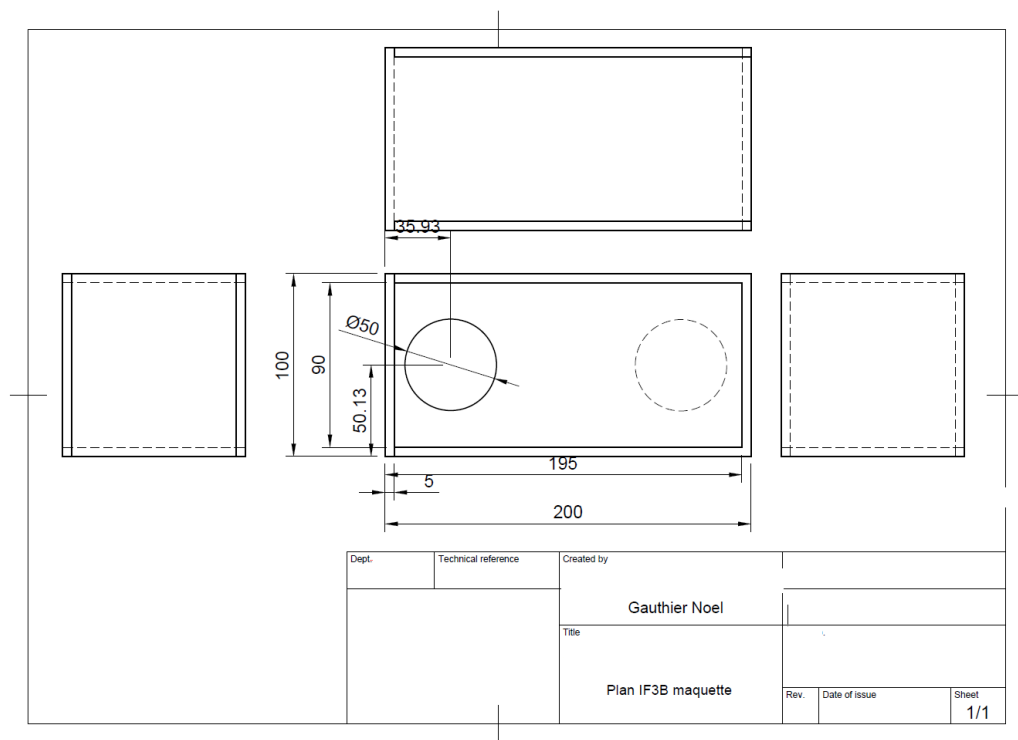 35.93
Ø50
100
90
50.13
195
5
200
Dept.
Technical reference
Created by
Gauthier Noel
Title
Plan IF3B maquette
Rev.
Date of issue
Sheet
1/1